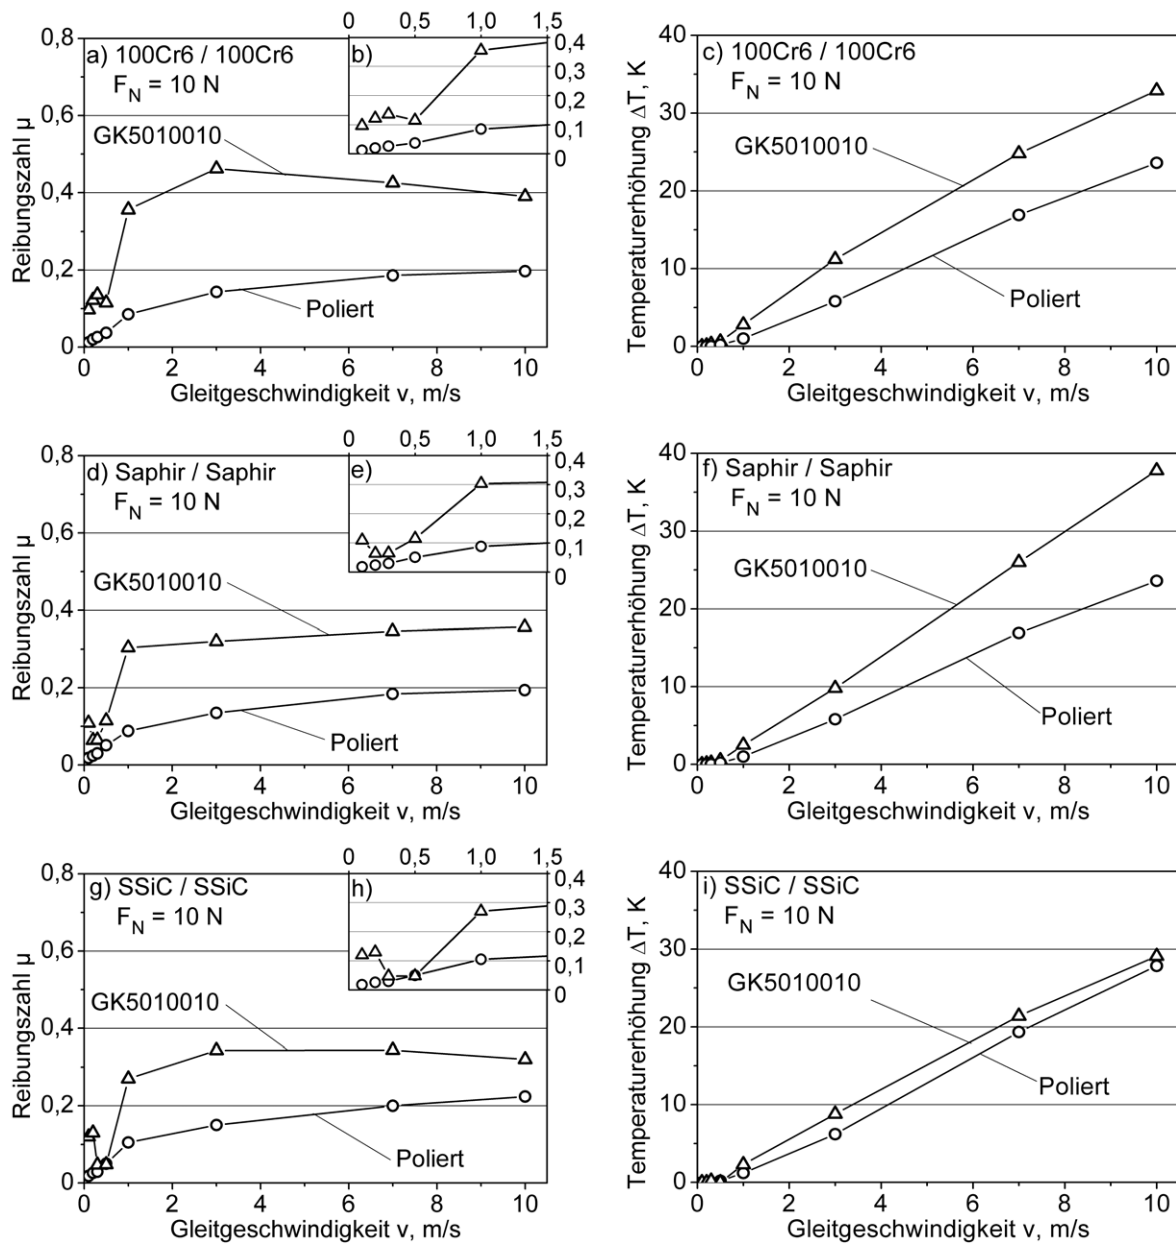 0 0,5 1,0 1,5
0,8
a) 100Cr6 / 100Cr6
F_N = 10 N
b)
0,4
0,3
0,2
0,1
0
0,6
GK5010010
0,4
0,2
0
Poliert
Reibungszahl µ
0 2 4 6 8 10
Gleitgeschwindigkeit v, m/s
40
c) 100Cr6 / 100Cr6
F_N = 10 N
30
GK5010010
20
10
0
Poliert
Temperaturerhöhung ΔT, K
0 2 4 6 8 10
Gleitgeschwindigkeit v, m/s
0 0,5 1,0 1,5
0,8
d) Saphir / Saphir
F_N = 10 N
e)
0,4
0,3
0,2
0,1
0
0,6
GK5010010
0,4
0,2
0
Poliert
Reibungszahl µ
0 2 4 6 8 10
Gleitgeschwindigkeit v, m/s
40
f) Saphir / Saphir
F_N = 10 N
30
GK5010010
20
10
0
Poliert
Temperaturerhöhung ΔT, K
0 2 4 6 8 10
Gleitgeschwindigkeit v, m/s
0 0,5 1,0 1,5
0,8
g) SSiC / SSiC
F_N = 10 N
h)
0,4
0,3
0,2
0,1
0
0,6
GK5010010
0,4
0,2
0
Poliert
Reibungszahl µ
0 2 4 6 8 10
Gleitgeschwindigkeit v, m/s
40
i) SSiC / SSiC
F_N = 10 N
30
GK5010010
20
10
0
Poliert
Temperaturerhöhung ΔT, K
0 2 4 6 8 10
Gleitgeschwindigkeit v, m/s